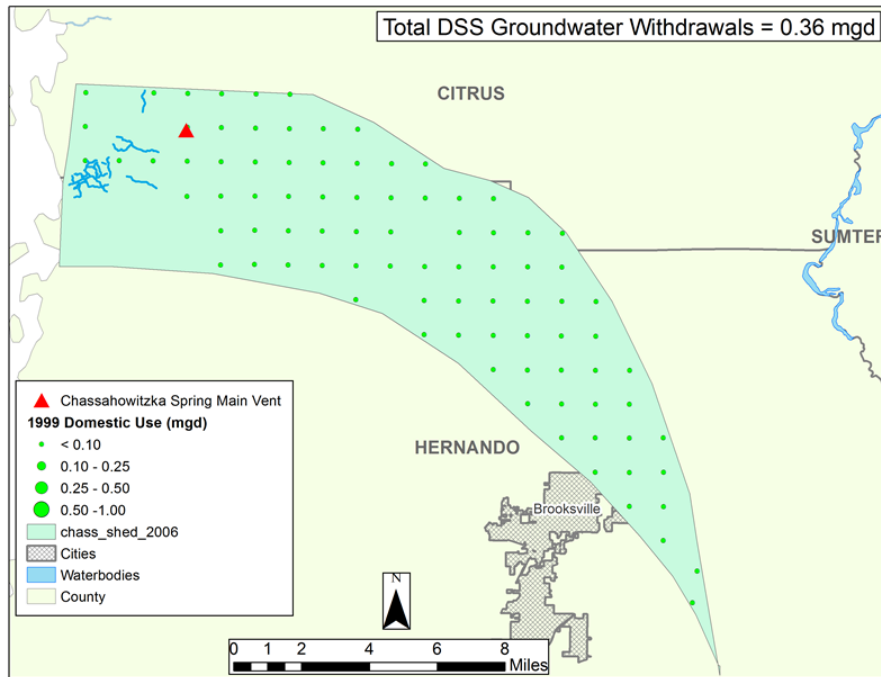 Total DSS Groundwater Withdrawals = 0.36 mgd
CITRUS
SUMTER
HERNANDO
Brooksville
Chassahowitzka Spring Main Vent
1999 Domestic Use (mgd)
< 0.10
0.10 - 0.25
0.25 - 0.50
0.50 -1.00
chass_shed_2006
Cities
Waterbodies
County
N
0 1 2 4 6 8
Miles